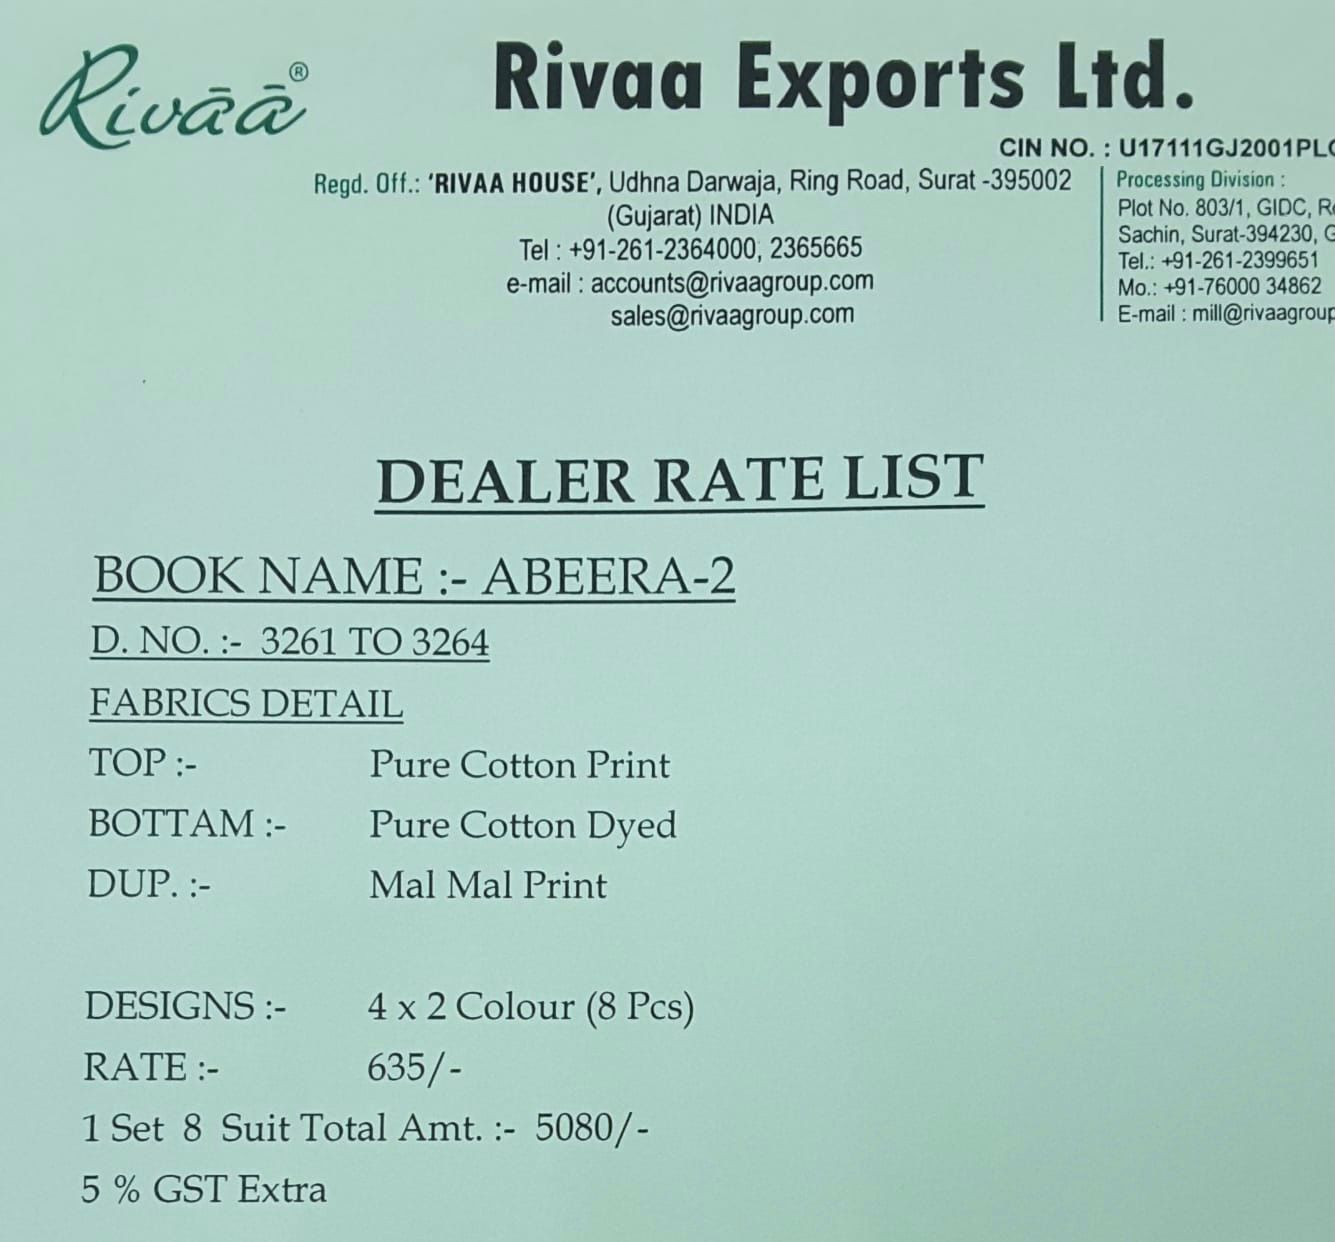 Rivāā®
Rivaa Exports Ltd.
CIN NO. : U17111GJ2001PLC
Regd. Off.: ‘RIVAA HOUSE’, Udhna Darwaja, Ring Road, Surat -395002
(Gujarat) INDIA
Tel : +91-261-2364000, 2365665
e-mail : accounts@rivaagroup.com
sales@rivaagroup.com
Processing Division :
Plot No. 803/1, GIDC,
Sachin, Surat-394230,
Tel.: +91-261-2399651
Mo.: +91-76000 34862
E-mail : mill@rivaagroup
DEALER RATE LIST
BOOK NAME :- ABEERA-2
D. NO. :- 3261 TO 3264
FABRICS DETAIL
TOP :- Pure Cotton Print
BOTTAM :- Pure Cotton Dyed
DUP. :- Mal Mal Print
DESIGNS :- 4 x 2 Colour (8 Pcs)
RATE :- 635/-
1 Set 8 Suit Total Amt. :- 5080/-
5 % GST Extra